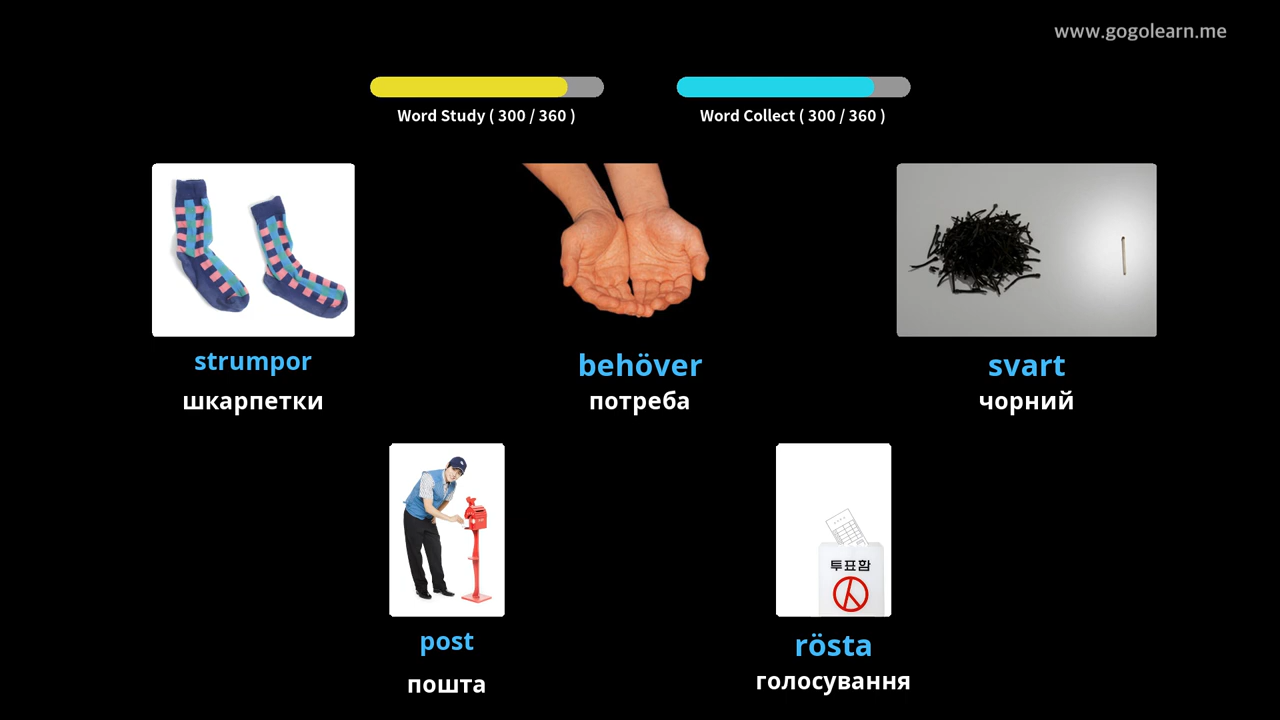 www.gogolearn.me
Word Study ( 300 / 360 )
Word Collect ( 300 / 360 )
strumpor
behöver
svart
шкарпетки
потреба
чорний
투표함
post
rösta
пошта
голосування